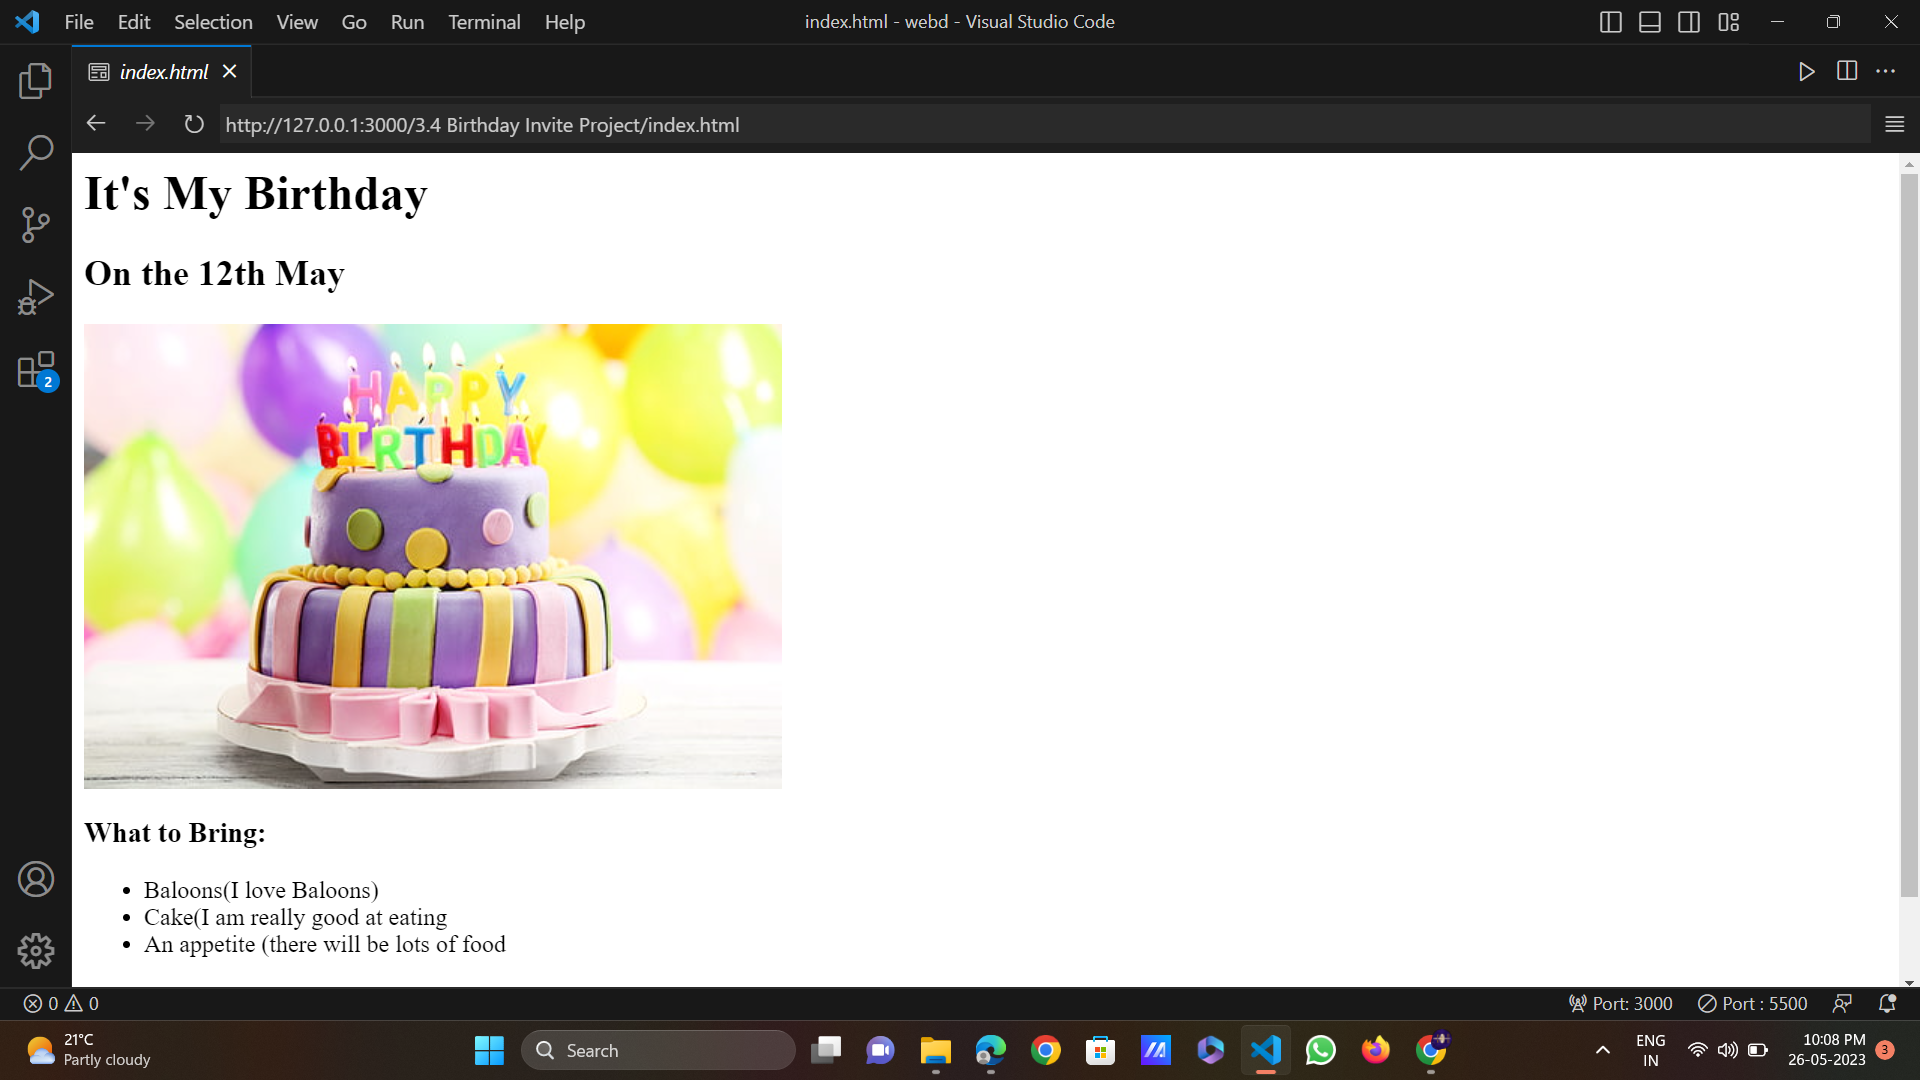 File Edit Selection View Go Run Terminal Help
index.html - webd - Visual Studio Code
index.html
http://127.0.0.1:3000/3.4 Birthday Invite Project/index.html
It's My Birthday
On the 12th May
HAPPY
BIRTHDAY
What to Bring:
Baloons(I love Baloons)
Cake(I am really good at eating
An appetite (there will be lots of food
2
0 0
Port: 3000 Port : 5500
21°C
Partly cloudy
Search
ENG
IN
10:08 PM
26-05-2023
3